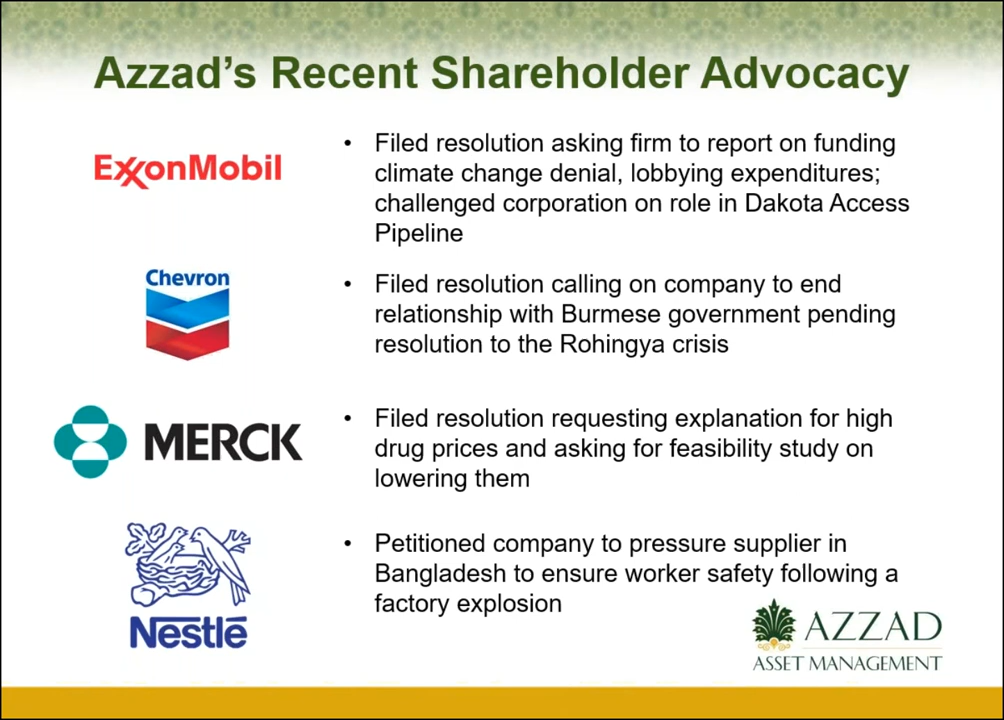 Azzad's Recent Shareholder Advocacy
ExxonMobil
• Filed resolution asking firm to report on funding
climate change denial, lobbying expenditures;
challenged corporation on role in Dakota Access
Pipeline
Chevron
• Filed resolution calling on company to end
relationship with Burmese government pending
resolution to the Rohingya crisis
MERCK
• Filed resolution requesting explanation for high
drug prices and asking for feasibility study on
lowering them
Nestlé
• Petitioned company to pressure supplier in
Bangladesh to ensure worker safety following a
factory explosion
AZZAD
ASSET MANAGEMENT